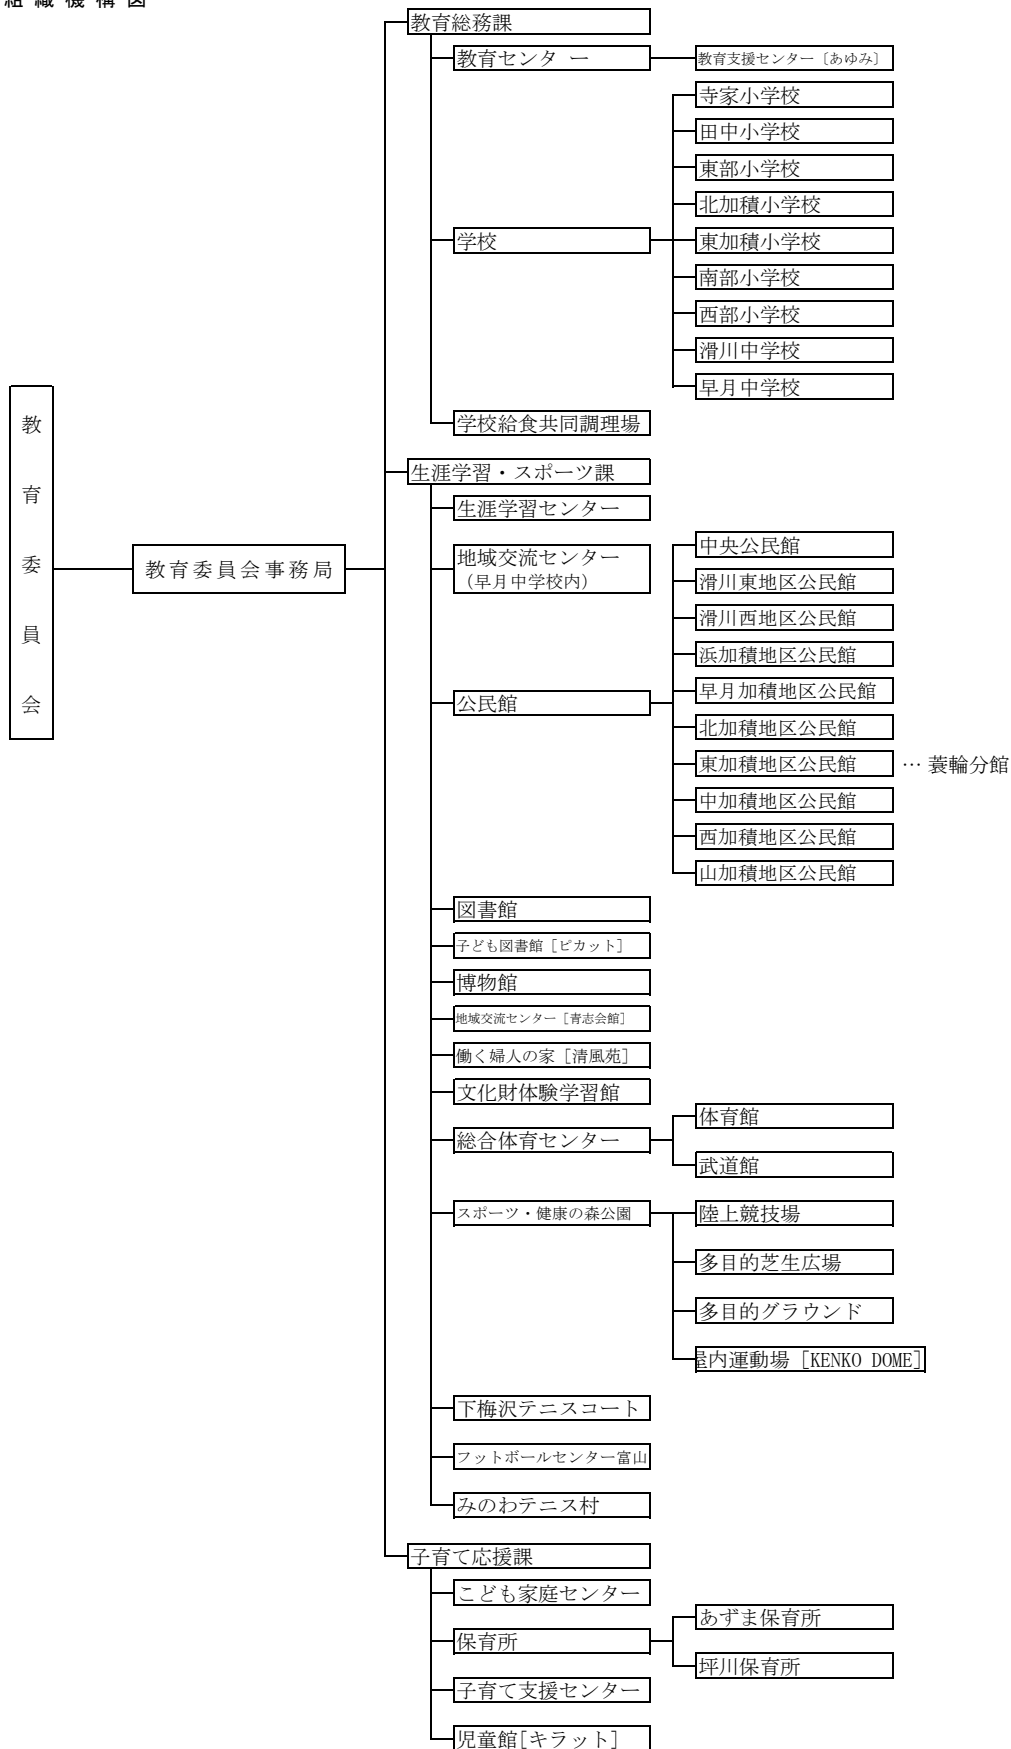 組織機構図
教育総務課
教育センタ ー
教育支援センター〔あゆみ〕
寺家小学校
田中小学校
東部小学校
北加積小学校
学校
東加積小学校
南部小学校
西部小学校
滑川中学校
早月中学校
学校給食共同調理場
教育委員会
教育委員会事務局
生涯学習・スポーツ課
生涯学習センター
地域交流センター
（早月中学校内）
中央公民館
滑川東地区公民館
滑川西地区公民館
浜加積地区公民館
公民館
早月加積地区公民館
北加積地区公民館
東加積地区公民館 … 蓑輪分館
中加積地区公民館
西加積地区公民館
山加積地区公民館
図書館
子ども図書館［ピカット］
博物館
地域交流センター［青志会館］
働く婦人の家［清風苑］
文化財体験学習館
総合体育センター
体育館
武道館
スポーツ・健康の森公園
陸上競技場
多目的芝生広場
多目的グラウンド
屋内運動場［KENKO DOME］
下梅沢テニスコート
フットボールセンター富山
みのわテニス村
子育て応援課
こども家庭センター
保育所
あずま保育所
坪川保育所
子育て支援センター
児童館[キラット]